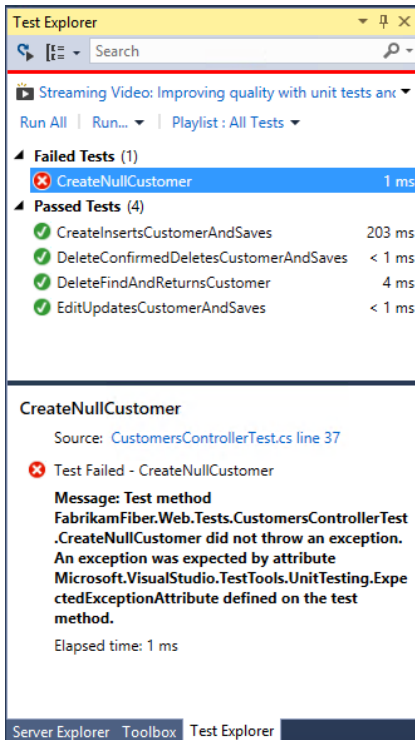 Test Explorer
Search
Streaming Video: Improving quality with unit tests anc
Run All | Run... | Playlist : All Tests
Failed Tests (1)
CreateNullCustomer 1 ms
Passed Tests (4)
CreateInsertsCustomerAndSaves 203 ms
DeleteConfirmedDeletesCustomerAndSaves < 1 ms
DeleteFindAndReturnsCustomer 4 ms
EditUpdatesCustomerAndSaves < 1 ms
CreateNullCustomer
Source: CustomersControllerTest.cs line 37
Test Failed - CreateNullCustomer
Message: Test method
FabrikamFiber.Web.Tests.CustomersControllerTest
.CreateNullCustomer did not throw an exception.
An exception was expected by attribute
Microsoft.VisualStudio.TestTools.UnitTesting.Expe
ctedExceptionAttribute defined on the test
method.
Elapsed time: 1 ms
Server Explorer Toolbox Test Explorer